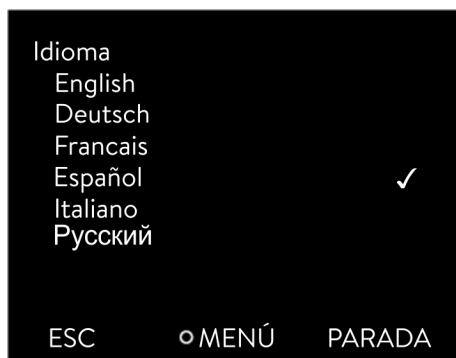 Idioma
English
Deutsch
Francais
Español
Italiano
Русский
ESC MENÚ PARADA